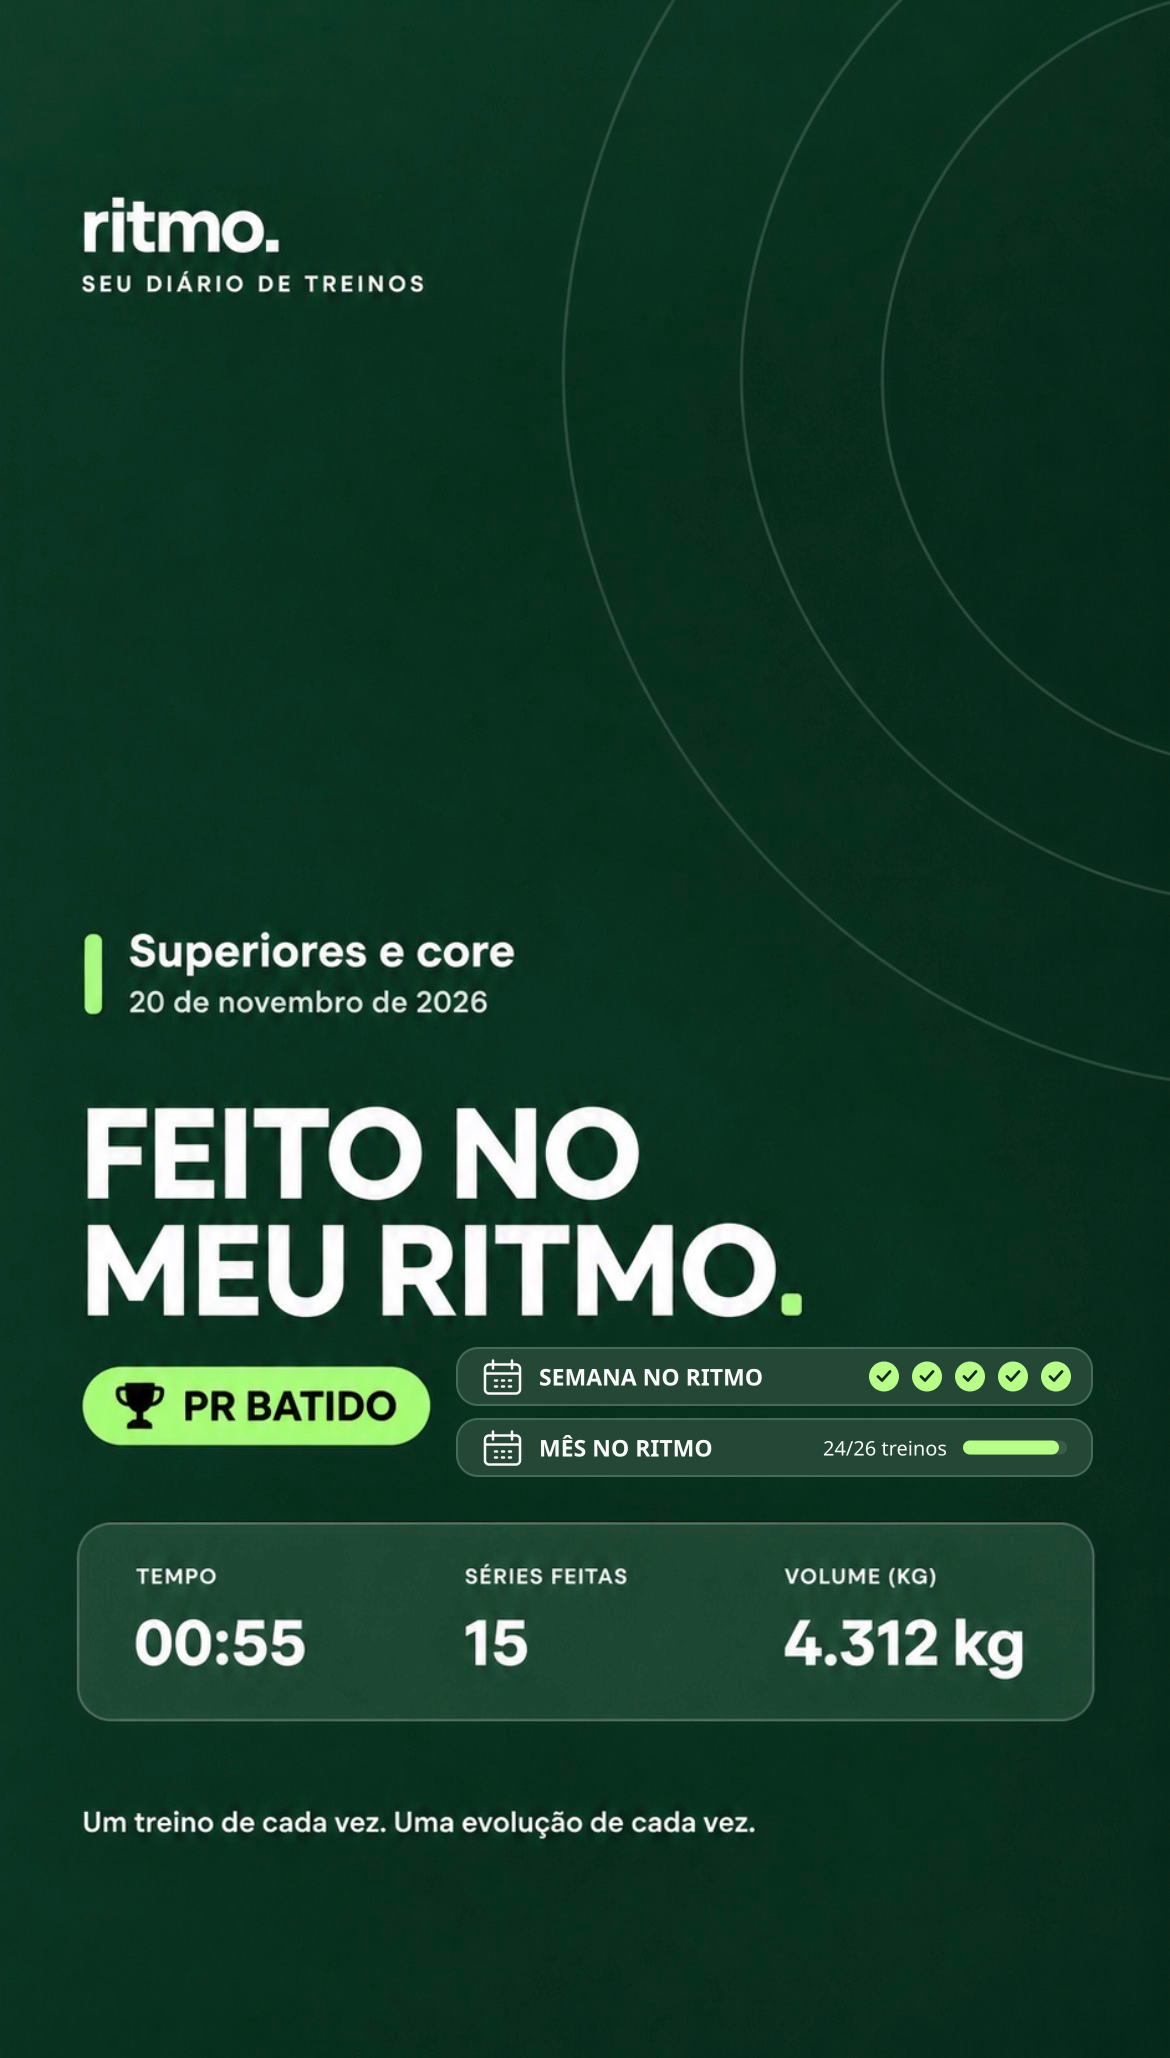 ritmo.
SEU DIÁRIO DE TREINOS
Superiores e core
20 de novembro de 2026
FEITO NO
MEU RITMO.
PR BATIDO
SEMANA NO RITMO
MÊS NO RITMO 24/26 treinos
TEMPO SÉRIES FEITAS VOLUME (KG)
00:55 15 4.312 kg
Um treino de cada vez. Uma evolução de cada vez.